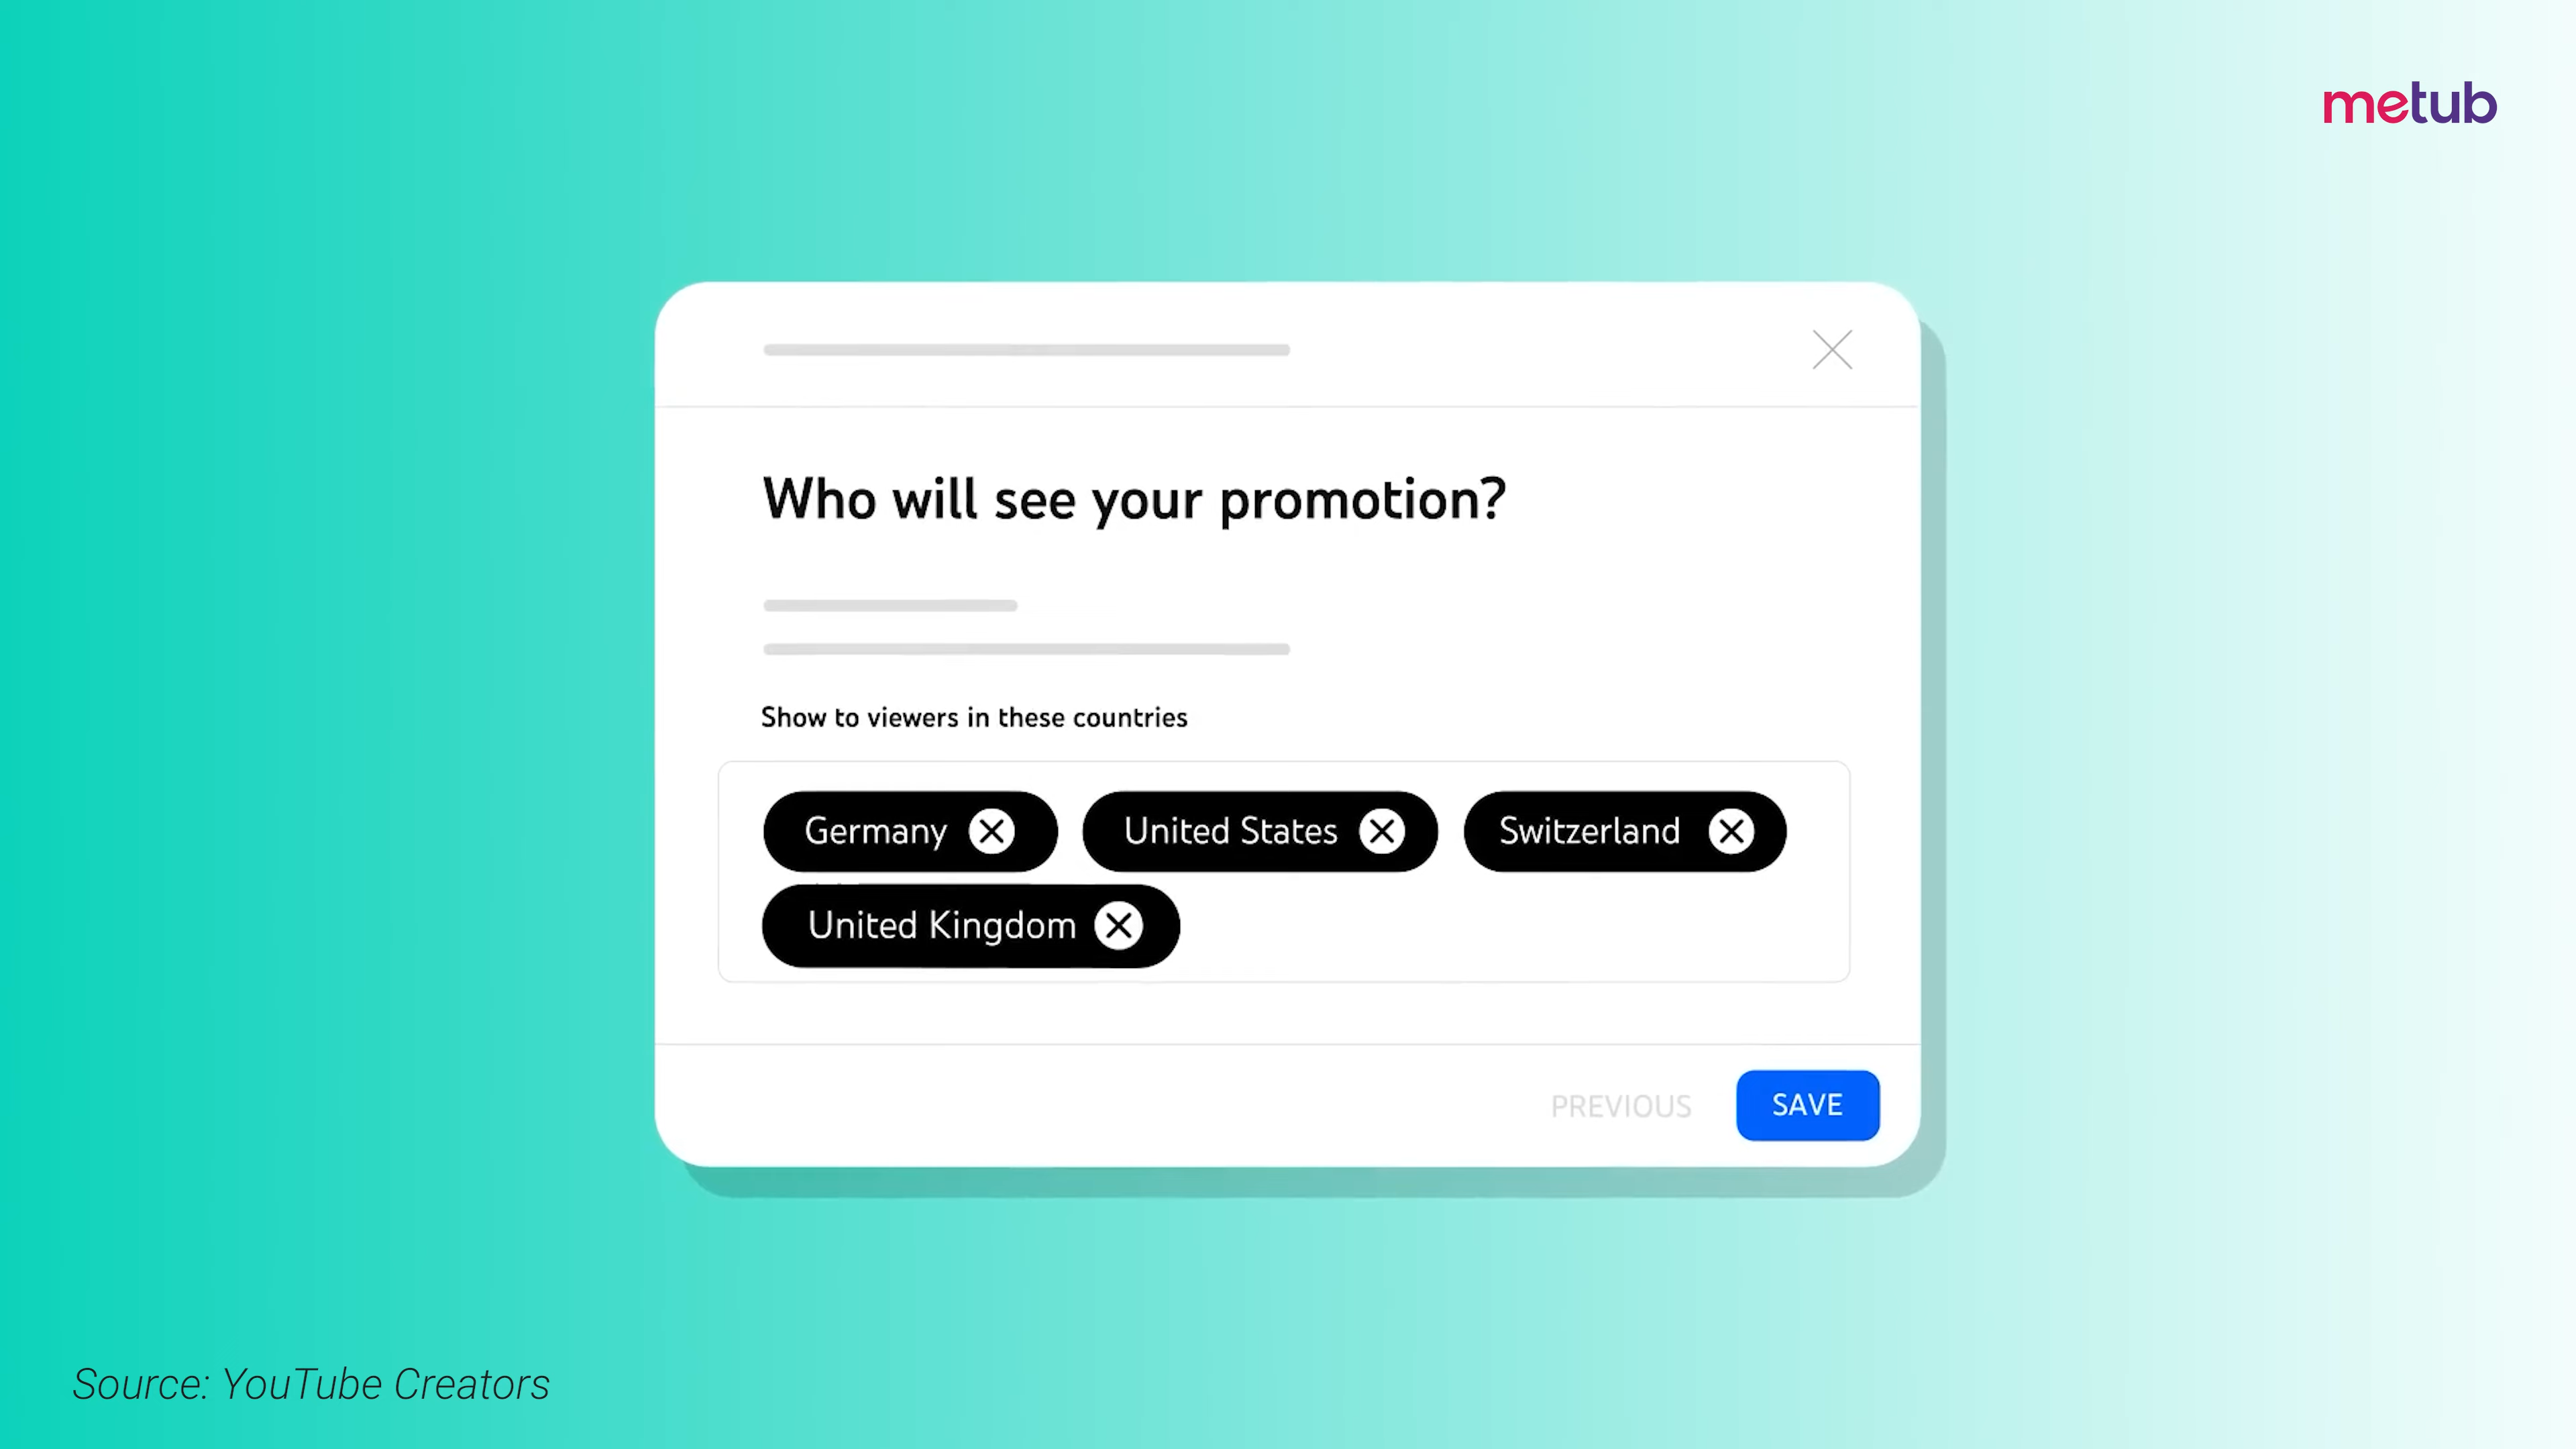 metub
Who will see your promotion?
Show to viewers in these countries
Germany United States Switzerland
United Kingdom
PREVIOUS SAVE
Source: YouTube Creators